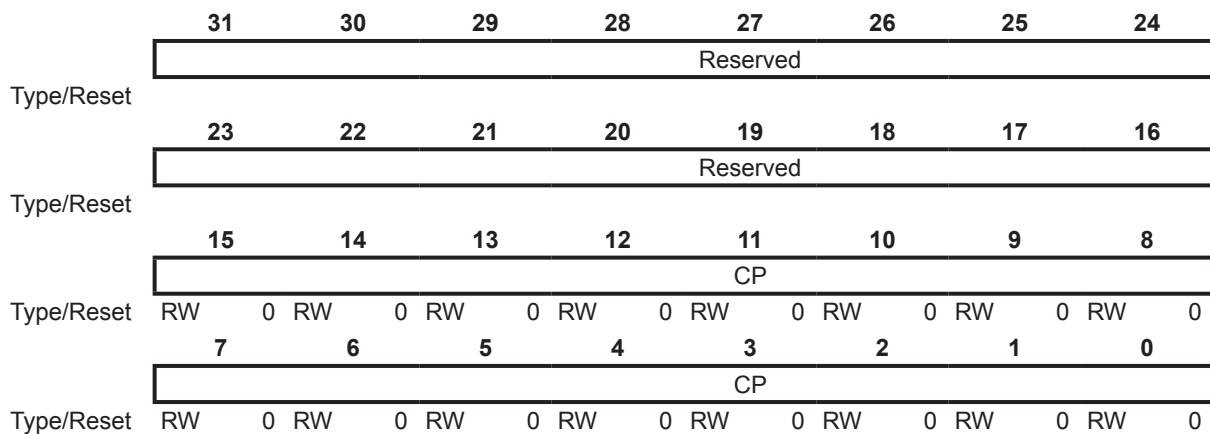 31 30 29 28 27 26 25 24
Reserved
Type/Reset
23 22 21 20 19 18 17 16
Reserved
Type/Reset
15 14 13 12 11 10 9 8
CP
Type/Reset RW 0 RW 0 RW 0 RW 0 RW 0 RW 0 RW 0 RW 0
7 6 5 4 3 2 1 0
CP
Type/Reset RW 0 RW 0 RW 0 RW 0 RW 0 RW 0 RW 0 RW 0